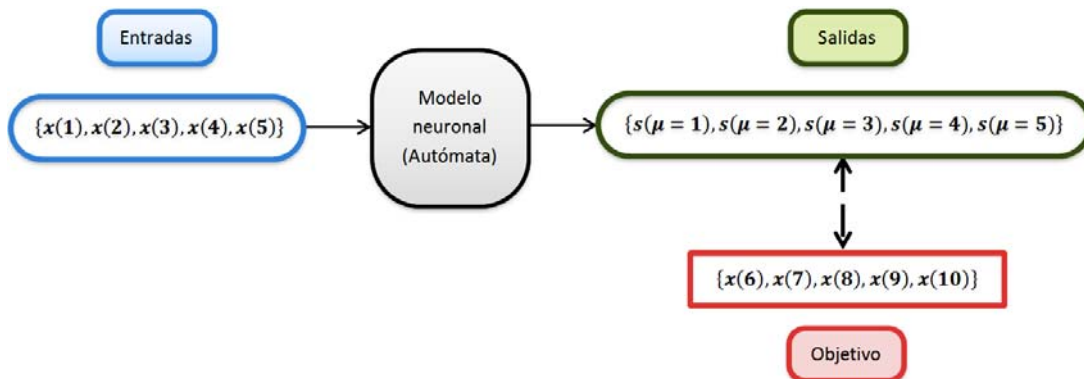 Entradas
Salidas
{x(1), x(2), x(3), x(4), x(5)}
Modelo
neuronal
(Autómata)
{s(μ = 1), s(μ = 2), s(μ = 3), s(μ = 4), s(μ = 5)}
{x(6), x(7), x(8), x(9), x(10)}
Objetivo